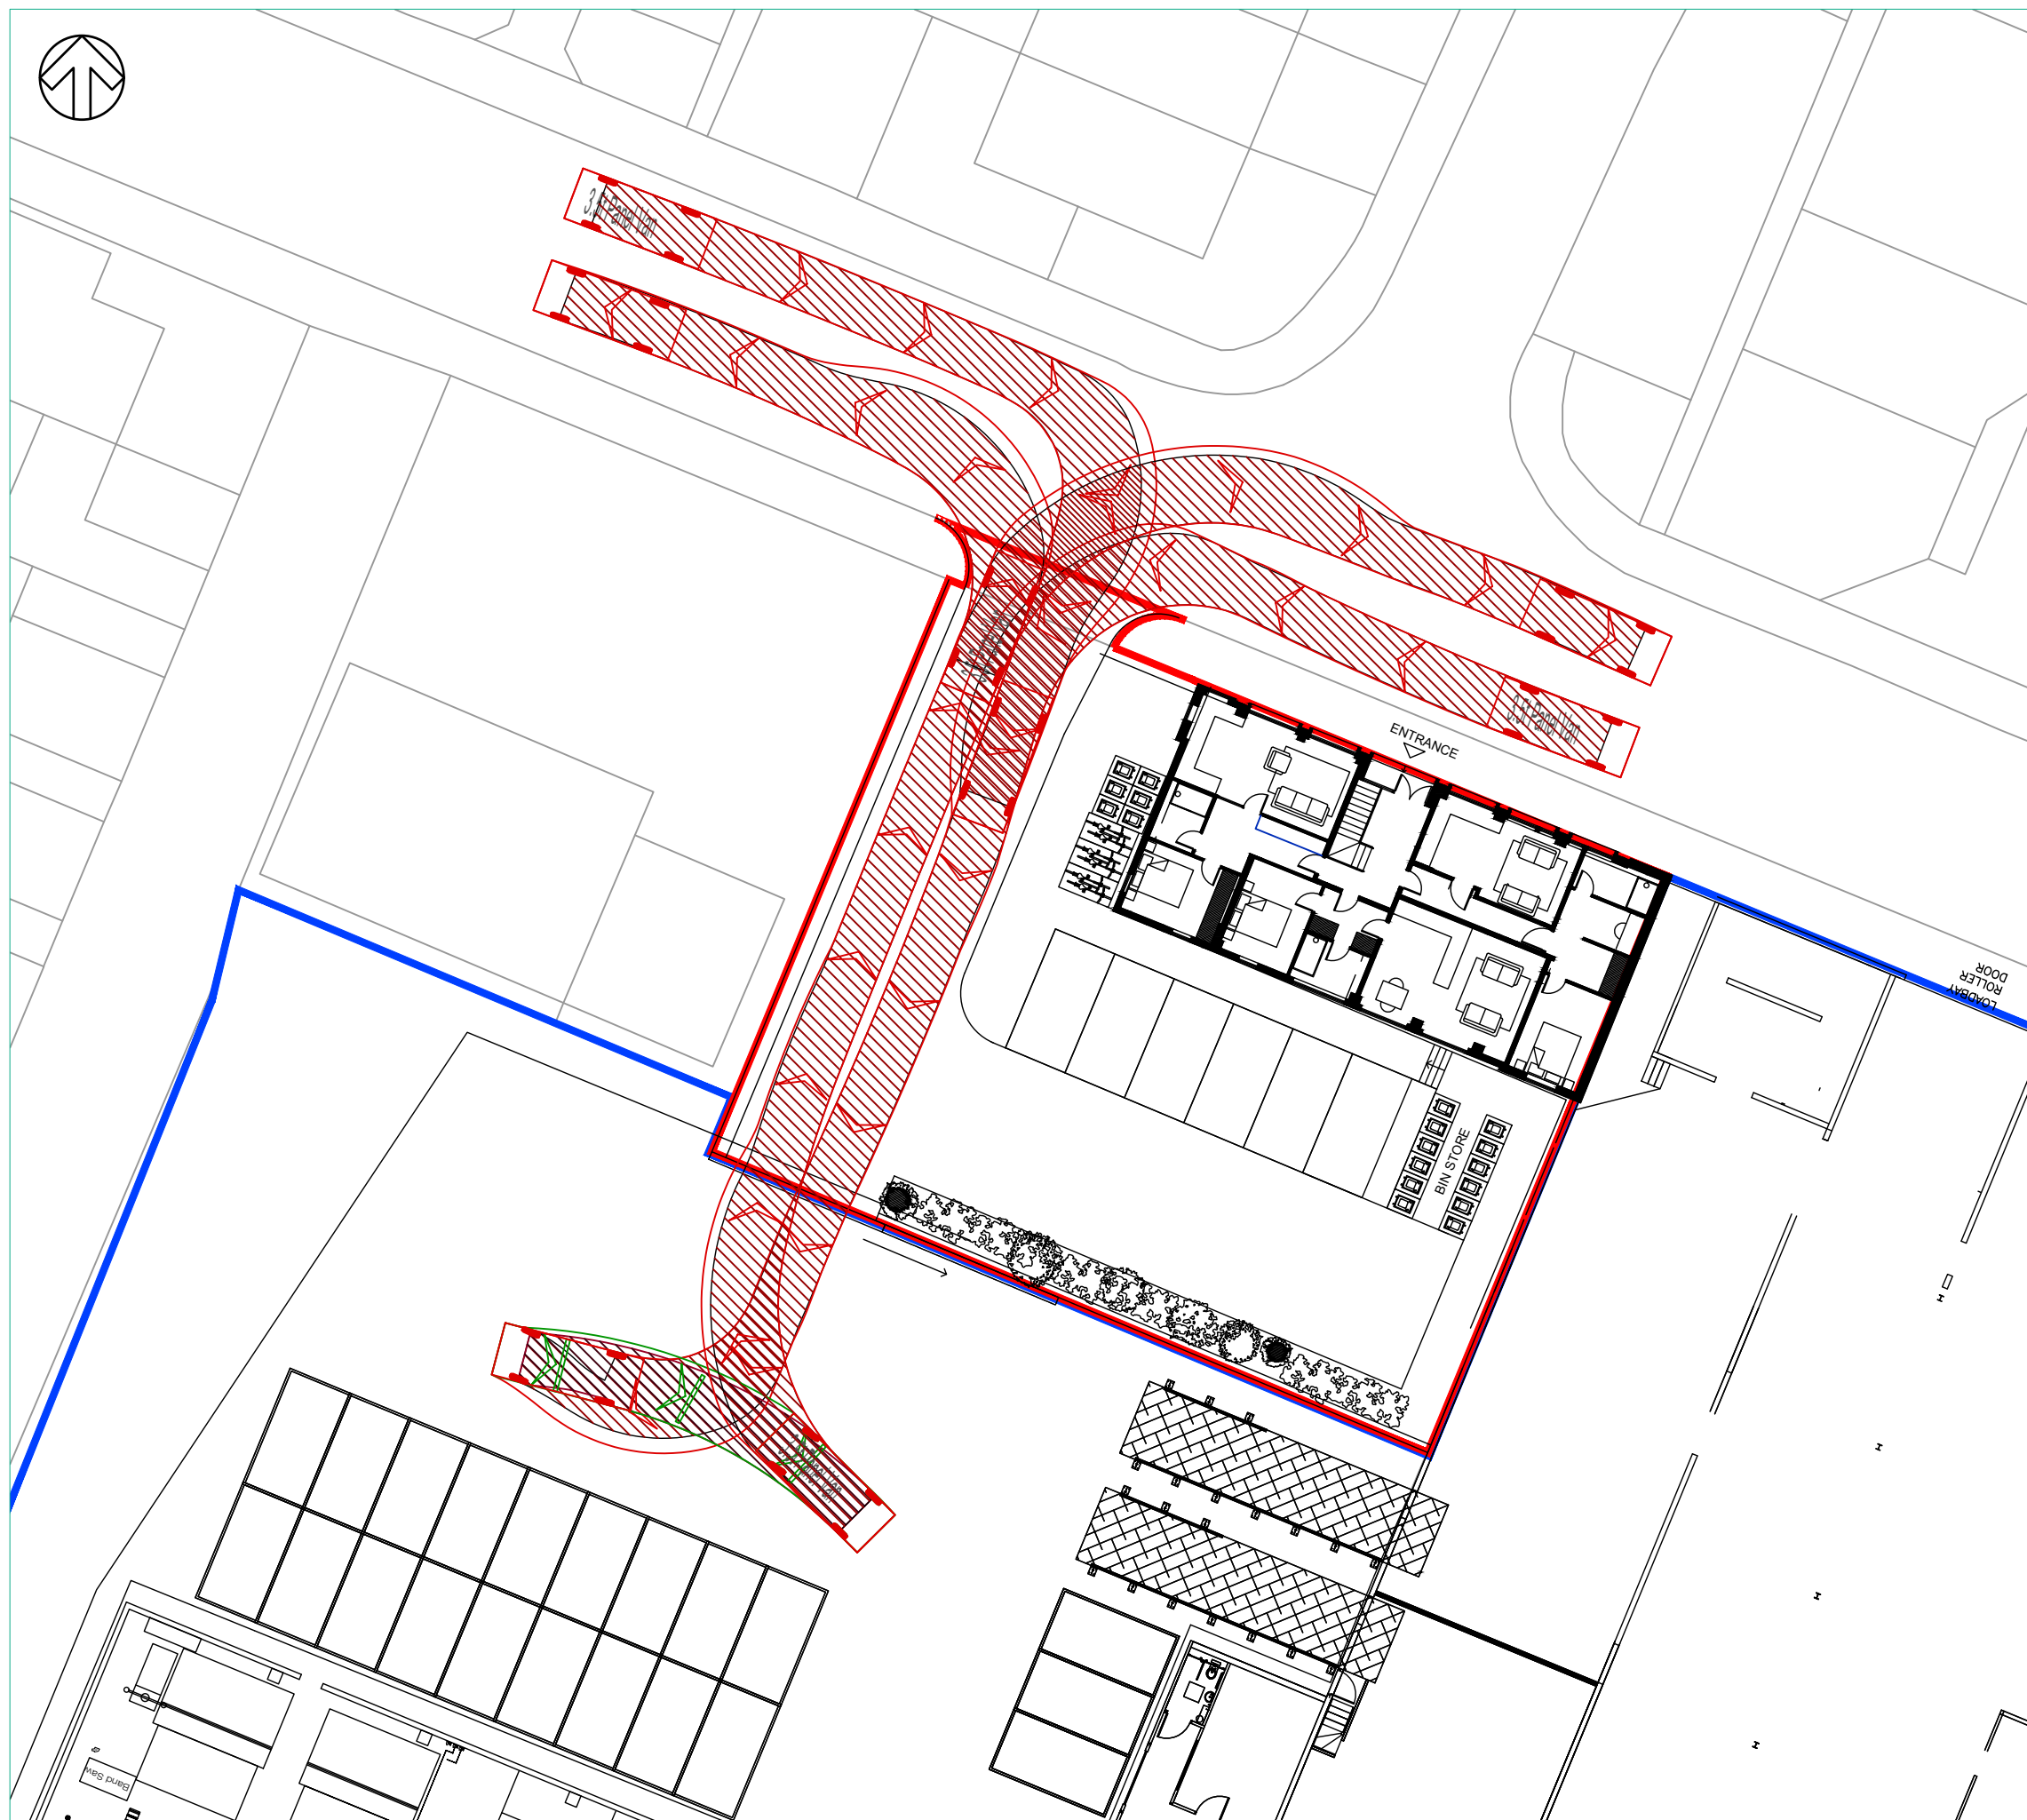 3.5t Panel Van
3.5t Panel Van
ENTRANCE
LOADBAY
ROLLER
DOOR
BIN STORE
Band Saw